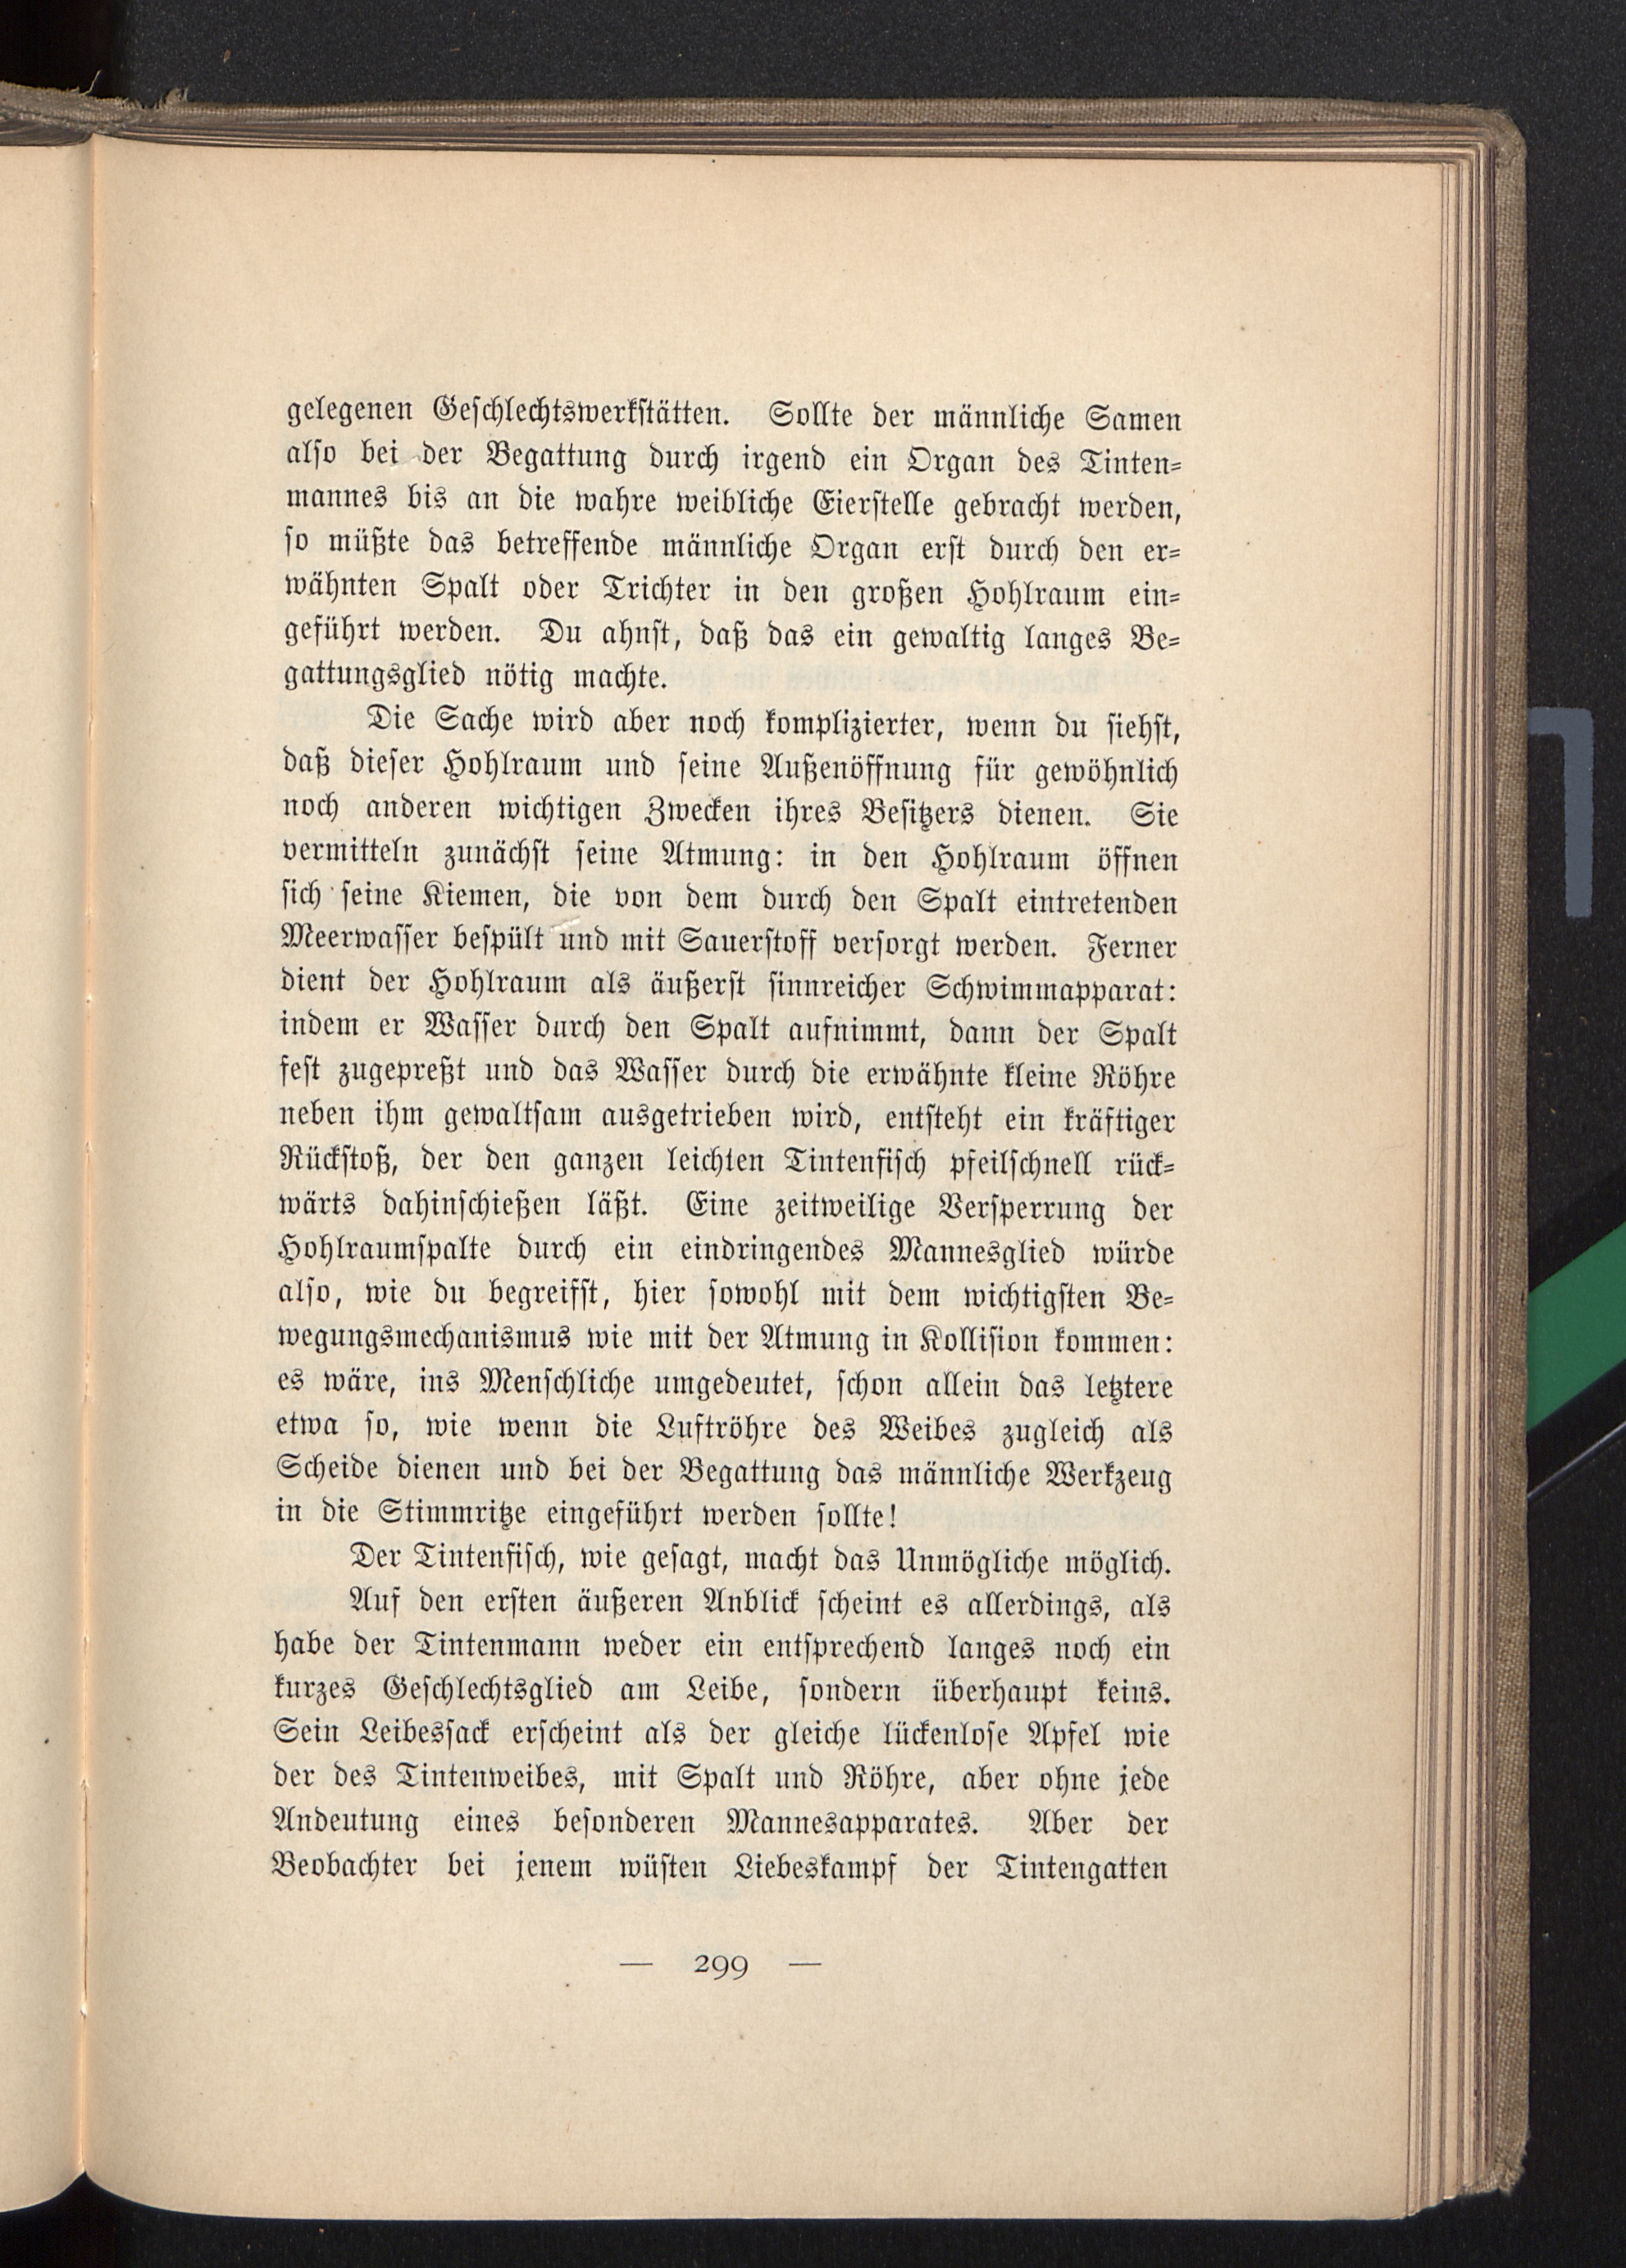 gelegenen Geschlechtswerkstätten. Sollte der männliche Samen
also bei der Begattung durch irgend ein Organ des Tinten-
mannes bis an die wahre weibliche Eierstelle gebracht werden,
so müßte das betreffende männliche Organ erst durch den er-
wähnten Spalt oder Trichter in den großen Hohlraum ein-
geführt werden. Du ahnst, daß das ein gewaltig langes Be-
gattungsglied nötig machte.
Die Sache wird aber noch komplizierter, wenn du siehst,
daß dieser Hohlraum und seine Außenöffnung für gewöhnlich
noch anderen wichtigen Zwecken ihres Besitzers dienen. Sie
vermitteln zunächst seine Atmung: in den Hohlraum öffnen
sich seine Kiemen, die von dem durch den Spalt eintretenden
Meerwasser bespült und mit Sauerstoff versorgt werden. Ferner
dient der Hohlraum als äußerst sinnreicher Schwimmapparat:
indem er Wasser durch den Spalt aufnimmt, dann der Spalt
fest zugepreßt und das Wasser durch die erwähnte kleine Röhre
neben ihm gewaltsam ausgetrieben wird, entsteht ein kräftiger
Rückstoß, der den ganzen leichten Tintenfisch pfeilschnell rück-
wärts dahinschießen läßt. Eine zeitweilige Versperrung der
Hohlraumspalte durch ein eindringendes Mannesglied würde
also, wie du begreifst, hier sowohl mit dem wichtigsten Be-
wegungsmechanismus wie mit der Atmung in Kollision kommen:
es wäre, ins Menschliche umgedeutet, schon allein das letztere
etwa so, wie wenn die Luftröhre des Weibes zugleich als
Scheide dienen und bei der Begattung das männliche Werkzeug
in die Stimmritze eingeführt werden sollte!
Der Tintenfisch, wie gesagt, macht das Unmögliche möglich.
Auf den ersten äußeren Anblick scheint es allerdings, als
habe der Tintenmann weder ein entsprechend langes noch ein
kurzes Geschlechtsglied am Leibe, sondern überhaupt keins.
Sein Leibessack erscheint als der gleiche lückenlose Apfel wie
der des Tintenweibes, mit Spalt und Röhre, aber ohne jede
Andeutung eines besonderen Mannesapparates. Aber der
Beobachter bei jenem wüsten Liebeskampf der Tintengatten
— 299 —